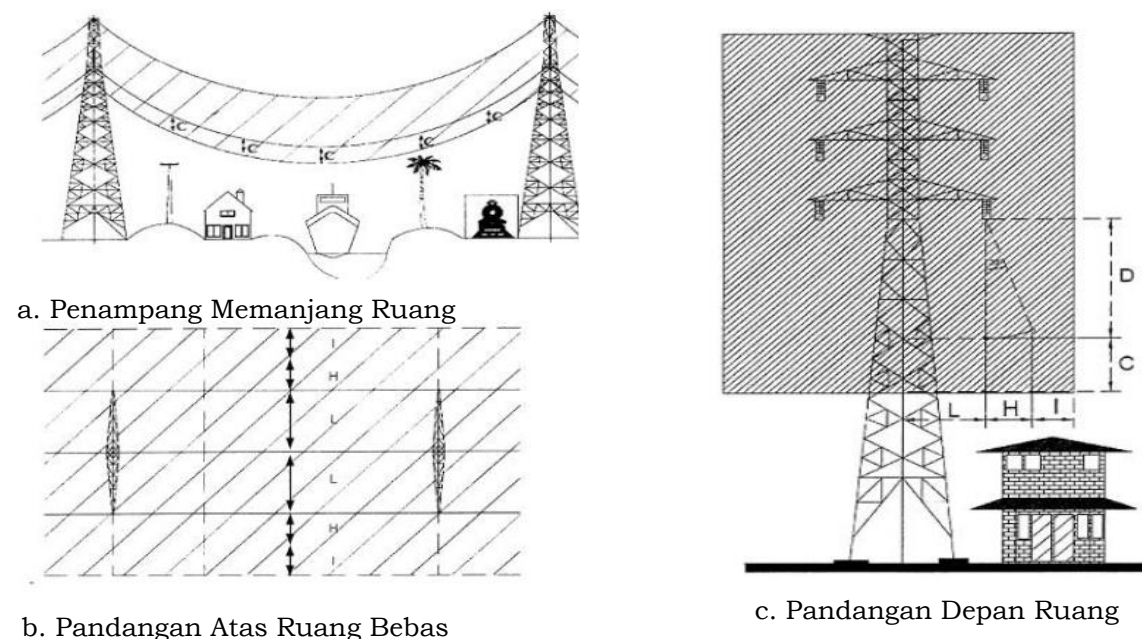 C
C
C
C
C
a. Penampang Memanjang Ruang
I
H
L
L
H
I
b. Pandangan Atas Ruang Bebas
D
C
L
H
I
c. Pandangan Depan Ruang